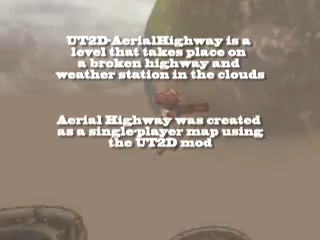 UT2D-AerialHighway is a
level that takes place on
a broken highway and
weather station in the clouds
Aerial Highway was created
as a single-player map using
the UT2D mod